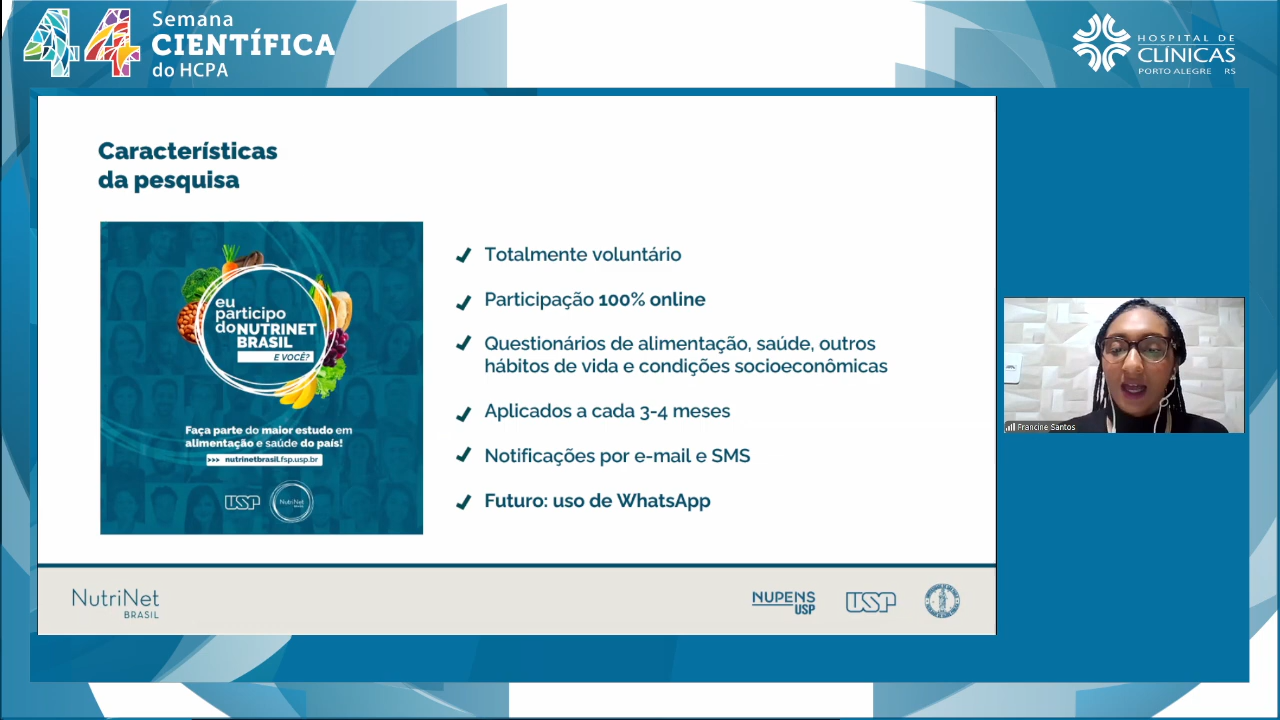 44
Semana
CIENTÍFICA
do HCPA
HOSPITAL DE
CLÍNICAS
PORTO ALEGRE RS
Características
da pesquisa
eu
participo
do NUTRINET
BRASIL
E VOCÊ?
Faça parte do maior estudo em
alimentação e saúde do país!
>>> nutrinetbrasil.fsp.usp.br
USP
NutriNet
Totalmente voluntário
Participação 100% online
Questionários de alimentação, saúde, outros
hábitos de vida e condições socioeconômicas
Aplicados a cada 3-4 meses
Notificações por e-mail e SMS
Futuro: uso de WhatsApp
Francine Santos
NutriNet
BRASIL
NUPENS
USP
USP